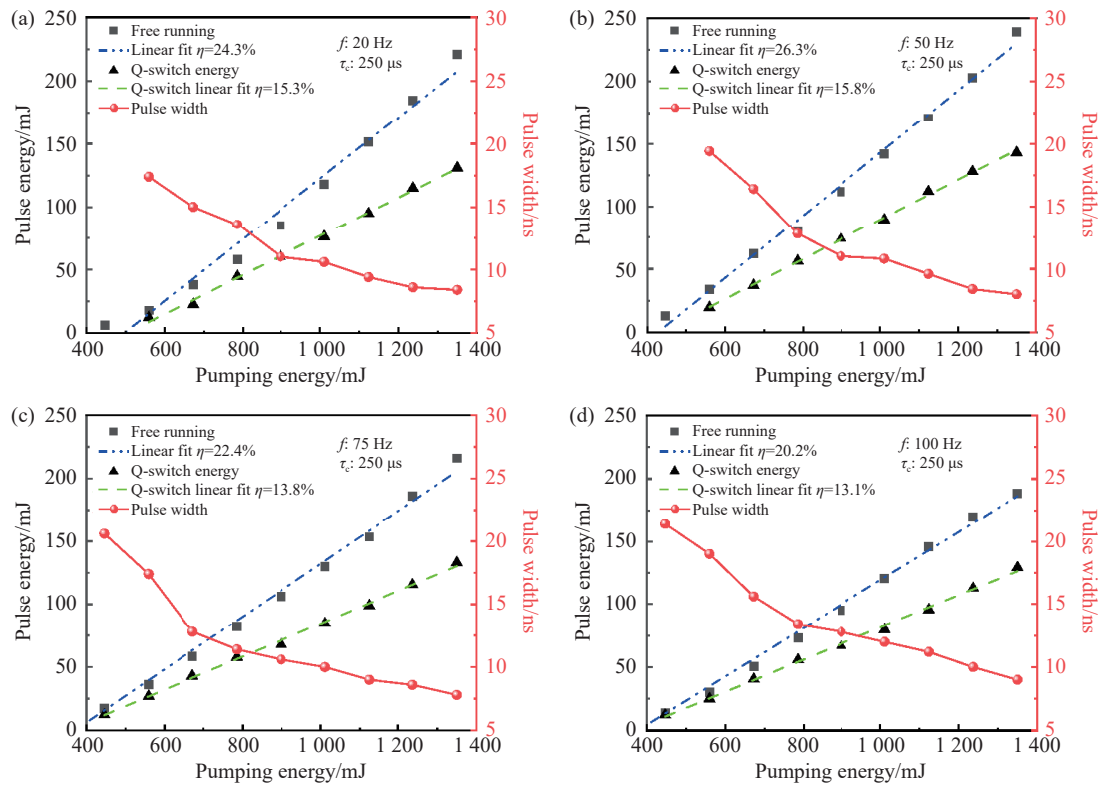 (a)
Free running
Linear fit η=24.3%
Q-switch energy
Q-switch linear fit η=15.3%
Pulse width
f: 20 Hz
τc: 250 μs
Pulse energy/mJ
250
200
150
100
50
0
400 600 800 1 000 1 200 1 400
Pumping energy/mJ
30
25
20
15
10
5
Pulse width/ns
(b)
Free running
Linear fit η=26.3%
Q-switch energy
Q-switch linear fit η=15.8%
Pulse width
f: 50 Hz
τc: 250 μs
Pulse energy/mJ
250
200
150
100
50
0
400 600 800 1 000 1 200 1 400
Pumping energy/mJ
30
25
20
15
10
5
Pulse width/ns
(c)
Free running
Linear fit η=22.4%
Q-switch energy
Q-switch linear fit η=13.8%
Pulse width
f: 75 Hz
τc: 250 μs
Pulse energy/mJ
250
200
150
100
50
0
400 600 800 1 000 1 200 1 400
Pumping energy/mJ
30
25
20
15
10
5
Pulse width/ns
(d)
Free running
Linear fit η=20.2%
Q-switch energy
Q-switch linear fit η=13.1%
Pulse width
f: 100 Hz
τc: 250 μs
Pulse energy/mJ
250
200
150
100
50
0
400 600 800 1 000 1 200 1 400
Pumping energy/mJ
30
25
20
15
10
5
Pulse width/ns